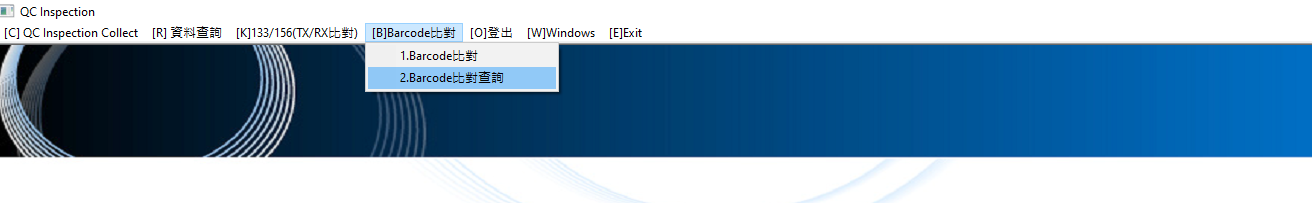 QC Inspection
[C] QC Inspection Collect [R] 資料查詢 [K]133/156(TX/RX比對) [B]Barcode比對 [O]登出 [W]Windows [E]Exit
1.Barcode比對
2.Barcode比對查詢